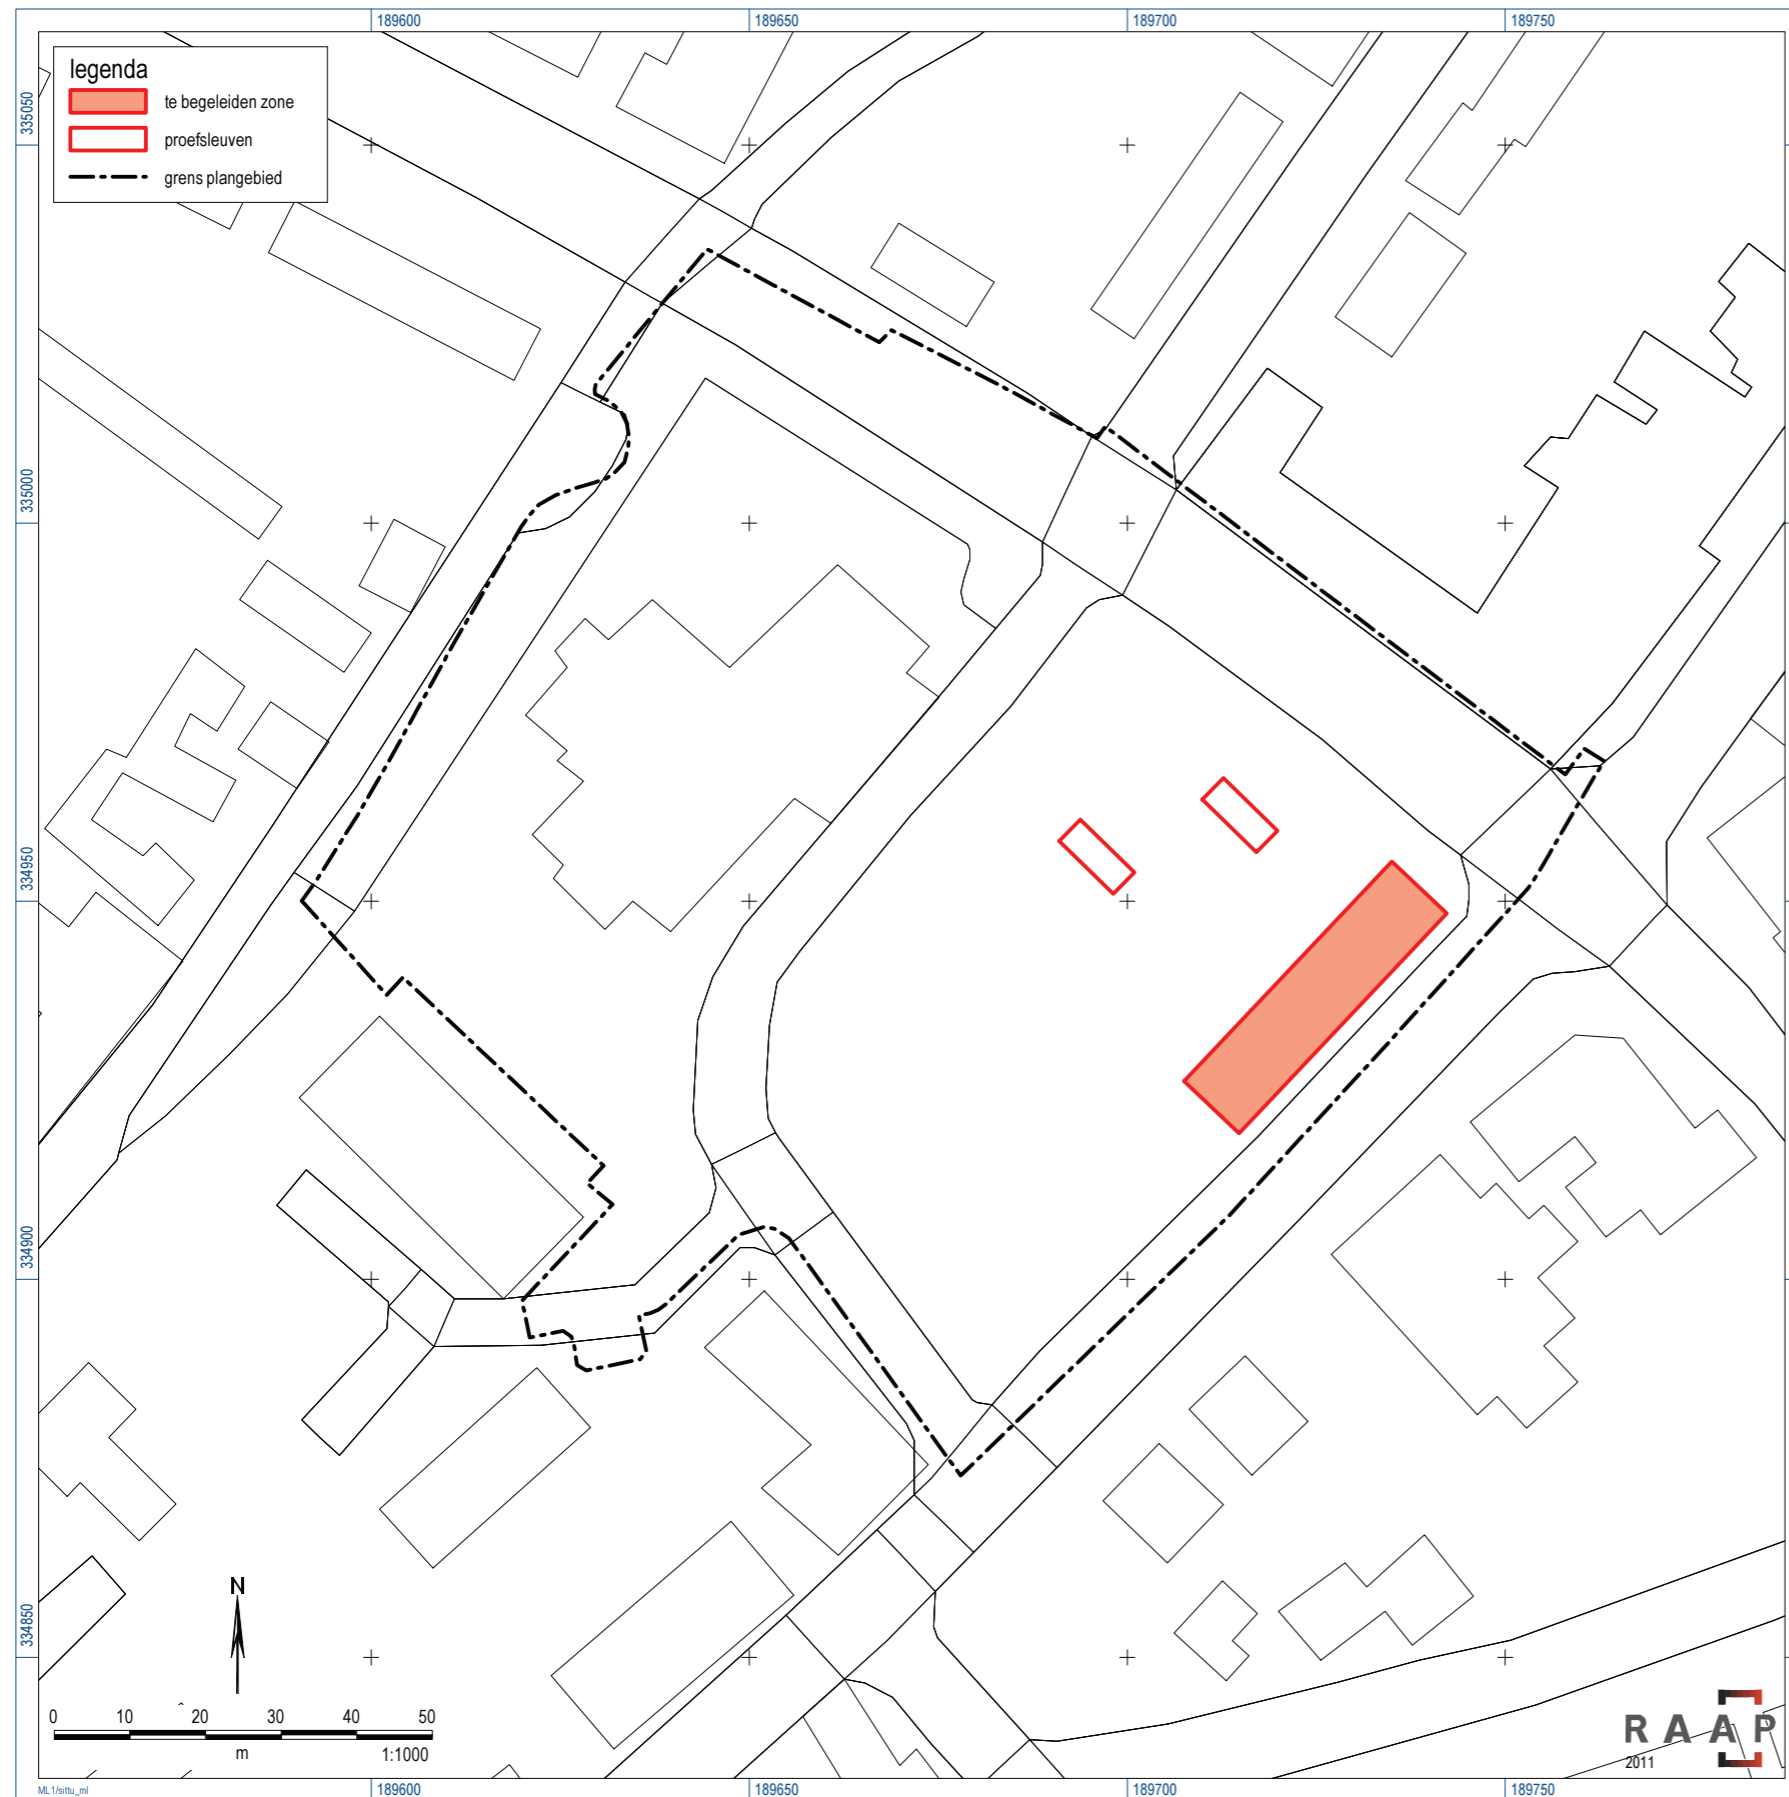 189600
189650
189700
189750
legenda
te begeleiden zone
proefsleuven
grens plangebied
335050
335000
334950
334900
334850
N
0 10 20 30 40 50
m
1:1000
RAAP
2011
ML1/sittu_ml
189600
189650
189700
189750